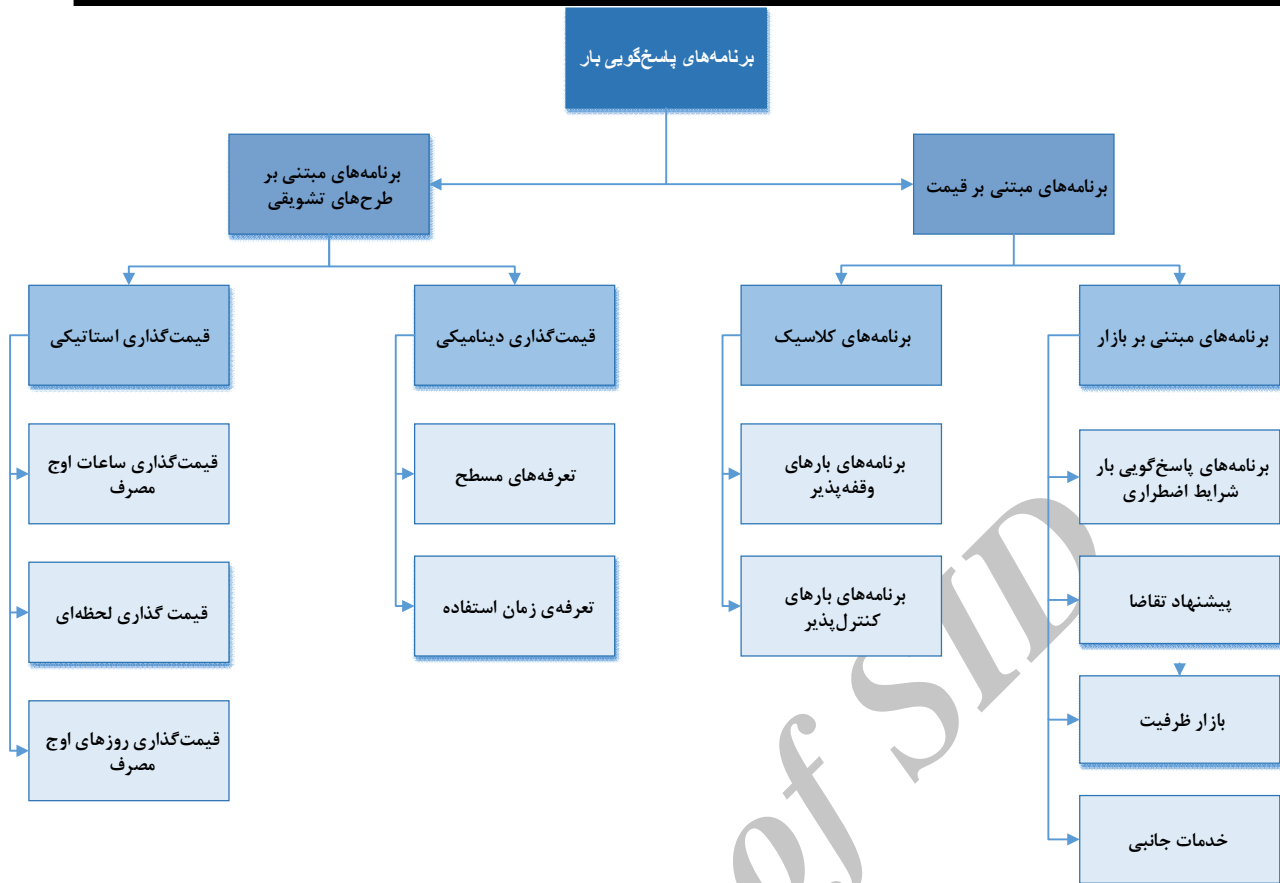 برنامه‌های پاسخ‌گویی بار
برنامه‌های مبتنی بر قیمت
برنامه‌های مبتنی بر
طرح‌های تشویقی
برنامه‌های مبتنی بر بازار
برنامه‌های کلاسیک
قیمت‌گذاری دینامیکی
قیمت‌گذاری استاتیکی
برنامه‌های پاسخ‌گویی بار
شرایط اضطراری
برنامه‌های بارهای
وقفه‌پذیر
تعرفه‌های مسطح
قیمت‌گذاری ساعات اوج
مصرف
پیشنهاد تقاضا
برنامه‌های بارهای
کنترل‌پذیر
تعرفه‌ی زمان استفاده
قیمت گذاری لحظه‌ای
بازار ظرفیت
قیمت‌گذاری روزهای اوج
مصرف
خدمات جانبی
of SID